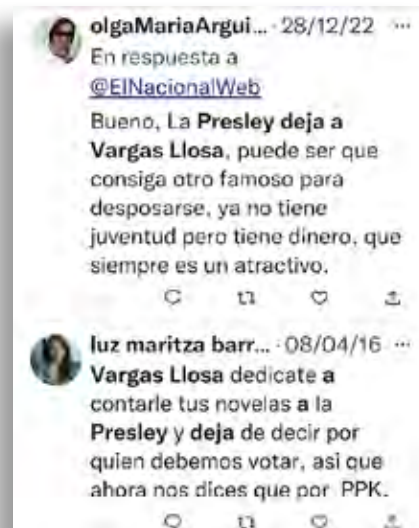 olgaMariaArgui... · 28/12/22 ···
En respuesta a
@ElNacionalWeb
Bueno, La Presley deja a
Vargas Llosa, puede ser que
consiga otro famoso para
desposarse, ya no tiene
juventud pero tiene dinero, que
siempre es un atractivo.
luz maritza barr... · 08/04/16 ···
Vargas Llosa dedicate a
contarle tus novelas a la
Presley y deja de decir por
quien debemos votar, asi que
ahora nos dices que por PPK.